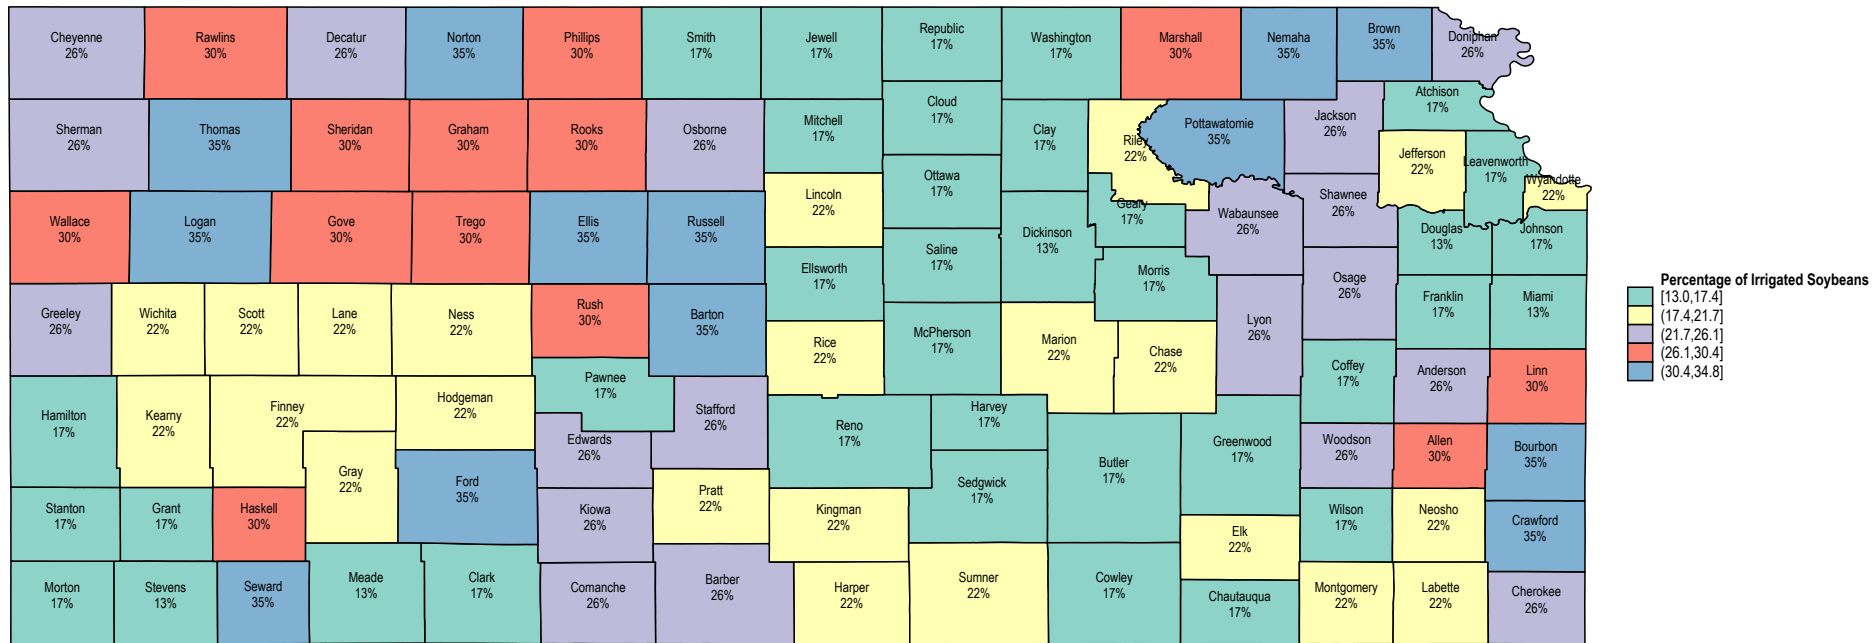 Cheyenne
26%
Rawlins
30%
Decatur
26%
Norton
35%
Phillips
30%
Smith
17%
Jewell
17%
Republic
17%
Washington
17%
Marshall
30%
Nemaha
35%
Brown
35%
Doniphan
26%
Sherman
26%
Thomas
35%
Sheridan
30%
Graham
30%
Rooks
30%
Osborne
26%
Mitchell
17%
Cloud
17%
Clay
17%
Riley
22%
Pottawatomie
35%
Jackson
26%
Atchison
17%
Jefferson
22%
Leavenworth
17%
Wyandotte
22%
Wallace
30%
Logan
35%
Gove
30%
Trego
30%
Ellis
35%
Russell
35%
Lincoln
22%
Ottawa
17%
Saline
17%
Dickinson
13%
Geary
17%
Wabaunsee
26%
Shawnee
26%
Douglas
13%
Johnson
17%
Ellsworth
17%
Morris
17%
Osage
26%
Franklin
17%
Miami
13%
Greeley
26%
Wichita
22%
Scott
22%
Lane
22%
Ness
22%
Rush
30%
Barton
35%
Rice
22%
McPherson
17%
Marion
22%
Chase
22%
Lyon
26%
Coffey
17%
Anderson
26%
Linn
30%
Hamilton
17%
Kearny
22%
Finney
22%
Hodgeman
22%
Pawnee
17%
Edwards
26%
Stafford
26%
Reno
17%
Harvey
17%
Butler
17%
Greenwood
17%
Woodson
26%
Allen
30%
Bourbon
35%
Gray
22%
Ford
35%
Sedgwick
17%
Stanton
17%
Grant
17%
Haskell
30%
Kiowa
26%
Pratt
22%
Kingman
22%
Elk
22%
Wilson
17%
Neosho
22%
Crawford
35%
Morton
17%
Stevens
13%
Seward
35%
Meade
13%
Clark
17%
Comanche
26%
Barber
26%
Harper
22%
Sumner
22%
Cowley
17%
Chautauqua
17%
Montgomery
22%
Labette
22%
Cherokee
26%
Percentage of Irrigated Soybeans
[13.0,17.4]
(17.4,21.7]
(21.7,26.1]
(26.1,30.4]
(30.4,34.8]